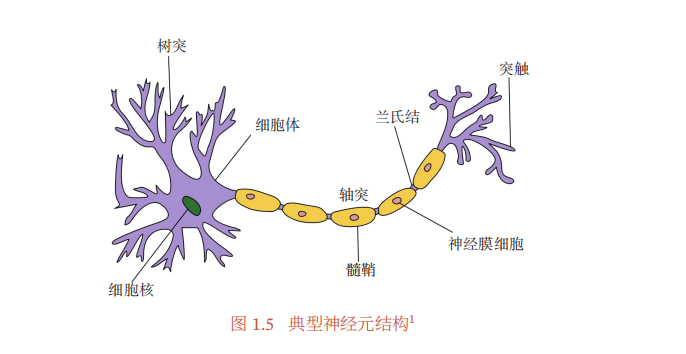 树突
突触
细胞体
兰氏结
轴突
神经膜细胞
髓鞘
细胞核
图 1.5 典型神经元结构1